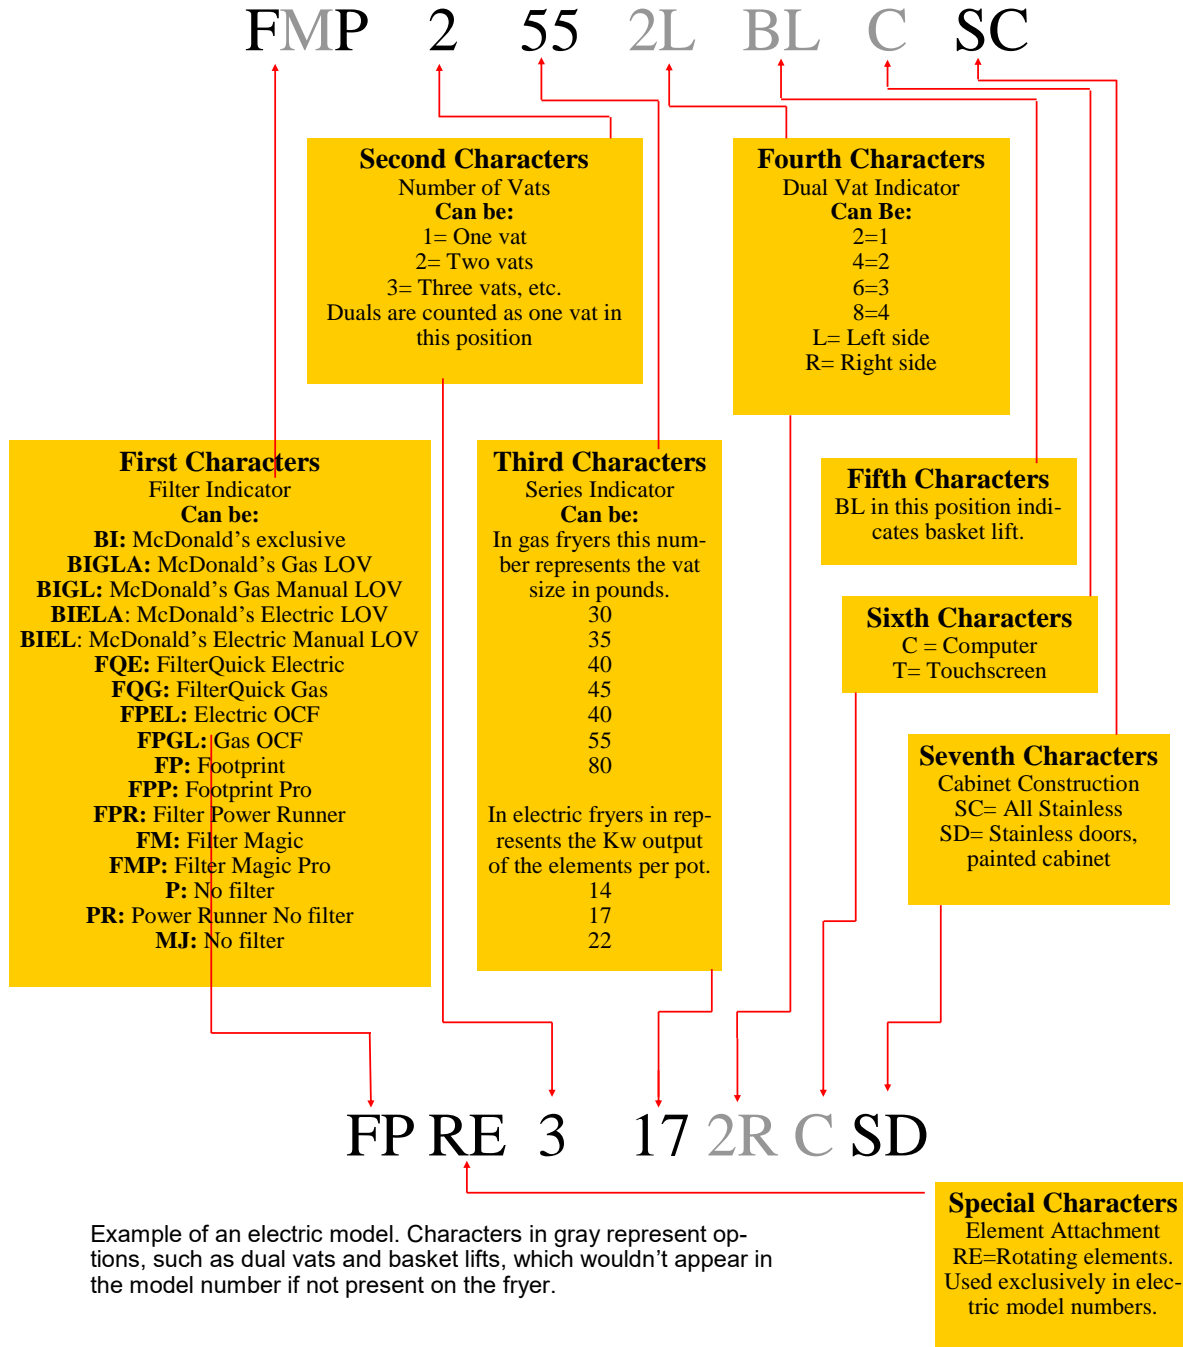 FMP 2 55 2L BL C SC
Second Characters
Number of Vats
Can be:
1= One vat
2= Two vats
3= Three vats, etc.
Duals are counted as one vat in
this position
Fourth Characters
Dual Vat Indicator
Can Be:
2=1
4=2
6=3
8=4
L= Left side
R= Right side
First Characters
Filter Indicator
Can be:
BI: McDonald’s exclusive
BIGLA: McDonald’s Gas LOV
BIGL: McDonald’s Gas Manual LOV
BIELA: McDonald’s Electric LOV
BIEL: McDonald’s Electric Manual LOV
FQE: FilterQuick Electric
FQG: FilterQuick Gas
FPEL: Electric OCF
FPGL: Gas OCF
FP: Footprint
FPP: Footprint Pro
FPR: Filter Power Runner
FM: Filter Magic
FMP: Filter Magic Pro
P: No filter
PR: Power Runner No filter
MJ: No filter
Third Characters
Series Indicator
Can be:
In gas fryers this num-
ber represents the vat
size in pounds.
30
35
40
45
40
55
80
In electric fryers in rep-
resents the Kw output
of the elements per pot.
14
17
22
Fifth Characters
BL in this position indi-
cates basket lift.
Sixth Characters
C = Computer
T= Touchscreen
Seventh Characters
Cabinet Construction
SC= All Stainless
SD= Stainless doors,
painted cabinet
FP RE 3 17 2R C SD
Special Characters
Element Attachment
RE=Rotating elements.
Used exclusively in elec-
tric model numbers.
Example of an electric model. Characters in gray represent op-
tions, such as dual vats and basket lifts, which wouldn’t appear in
the model number if not present on the fryer.